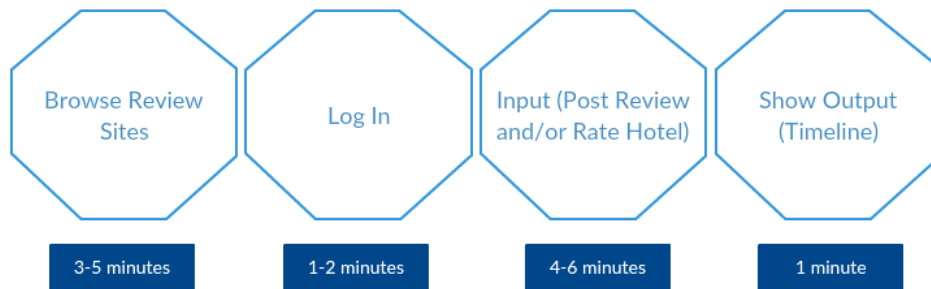 Browse Review
Sites
Log In
Input (Post Review
and/or Rate Hotel)
Show Output
(Timeline)
3-5 minutes
1-2 minutes
4-6 minutes
1 minute